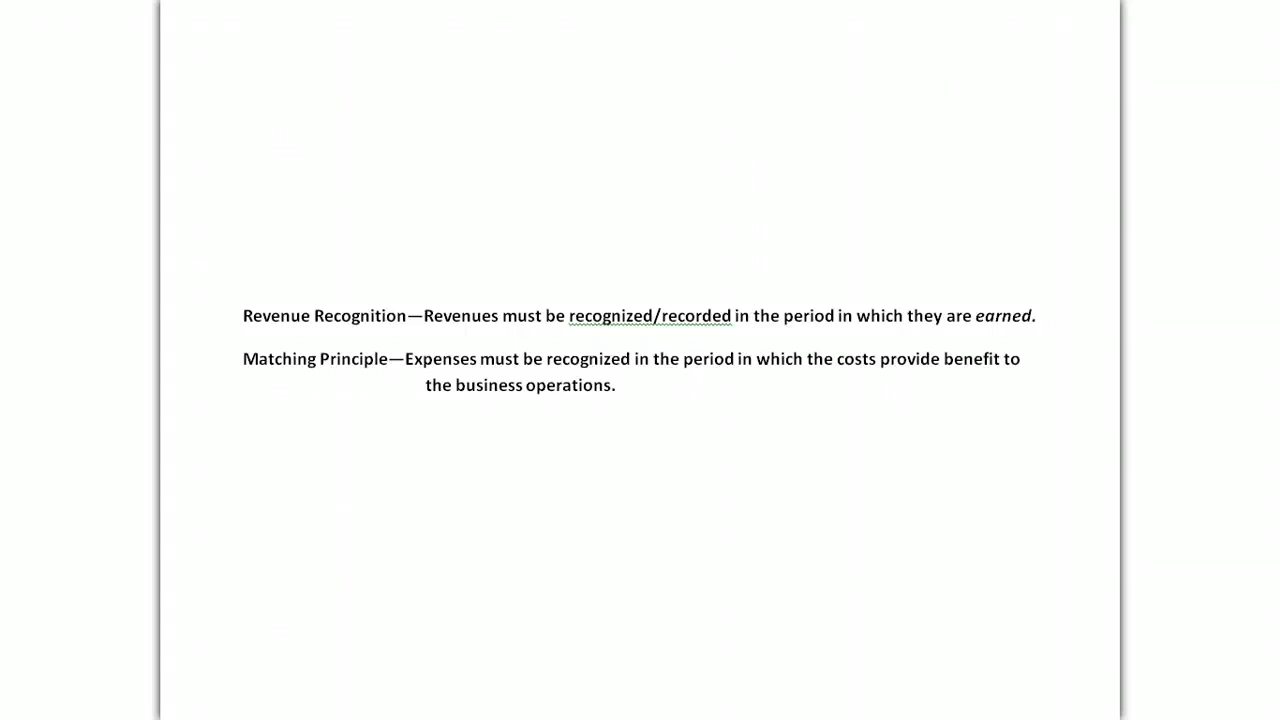 Revenue Recognition—Revenues must be recognized/recorded in the period in which they are earned.
Matching Principle—Expenses must be recognized in the period in which the costs provide benefit to
the business operations.